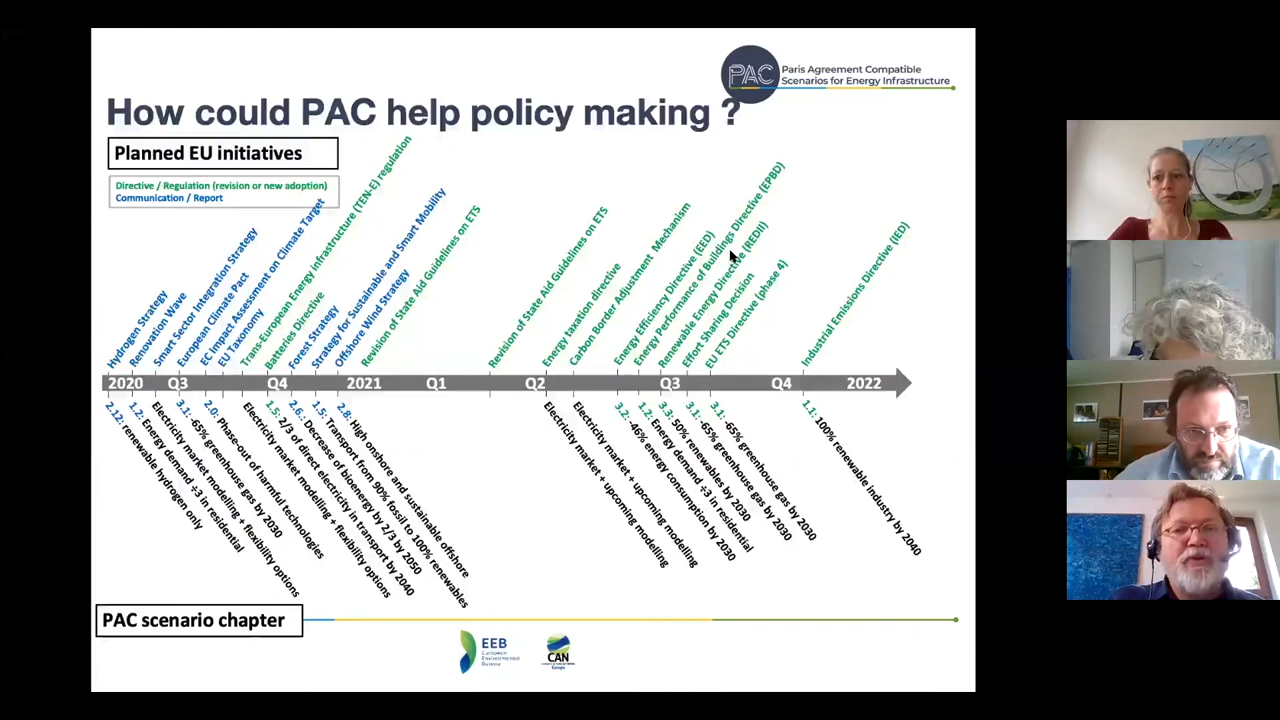 PAC
Paris Agreement Compatible
Scenarios for Energy Infrastructure
How could PAC help policy making ?
Planned EU initiatives
Directive / Regulation (revision or new adoption)
Communication / Report
Hydrogen Strategy
Renovation Wave
Smart Sector Integration Strategy
European Climate Pact
EC Impact Assessment on Climate Target
EU Taxonomy
Trans-European Energy infrastructure (TEN-E) regulation
Batteries Directive
Forest Strategy
Strategy for Sustainable and Smart Mobility
Offshore Wind Strategy
Revision of State Aid Guidelines on ETS
Revision of State Aid Guidelines on ETS
Energy taxation directive
Carbon Border Adjustment Mechanism
Energy Efficiency Directive (EED)
Energy Performance of Buildings Directive (EPBD)
Renewable Energy Directive (REDII)
Effort Sharing Decision
EU ETS Directive (phase 4)
Industrial Emissions Directive (IED)
2020 Q3 Q4 2021 Q1 Q2 Q3 Q4 2022
2.12: renewable hydrogen only
1.2: Energy demand ÷3 in residential
Electricity market modelling + flexibility options
3.1: -65% greenhouse gas by 2030
2.0: Phase-out of harmful technologies
Electricity market modelling + flexibility options
1.5: 2/3 of direct electricity in transport by 2040
2.6.: Decrease of bioenergy by 2/3 by 2050
1.5: Transport from 90% fossil to 100% renewables
2.8: High onshore and sustainable offshore
Electricity market + upcoming modelling
Electricity market + upcoming modelling
3.2: -46% energy consumption by 2030
1.2: Energy demand ÷3 in residential
3.3: 50% renewables by 2030
3.1: -65% greenhouse gas by 2030
3.1: -65% greenhouse gas by 2030
1.1: 100% renewable industry by 2040
PAC scenario chapter
EEB
European
Environmental
Bureau
CAN
Europe